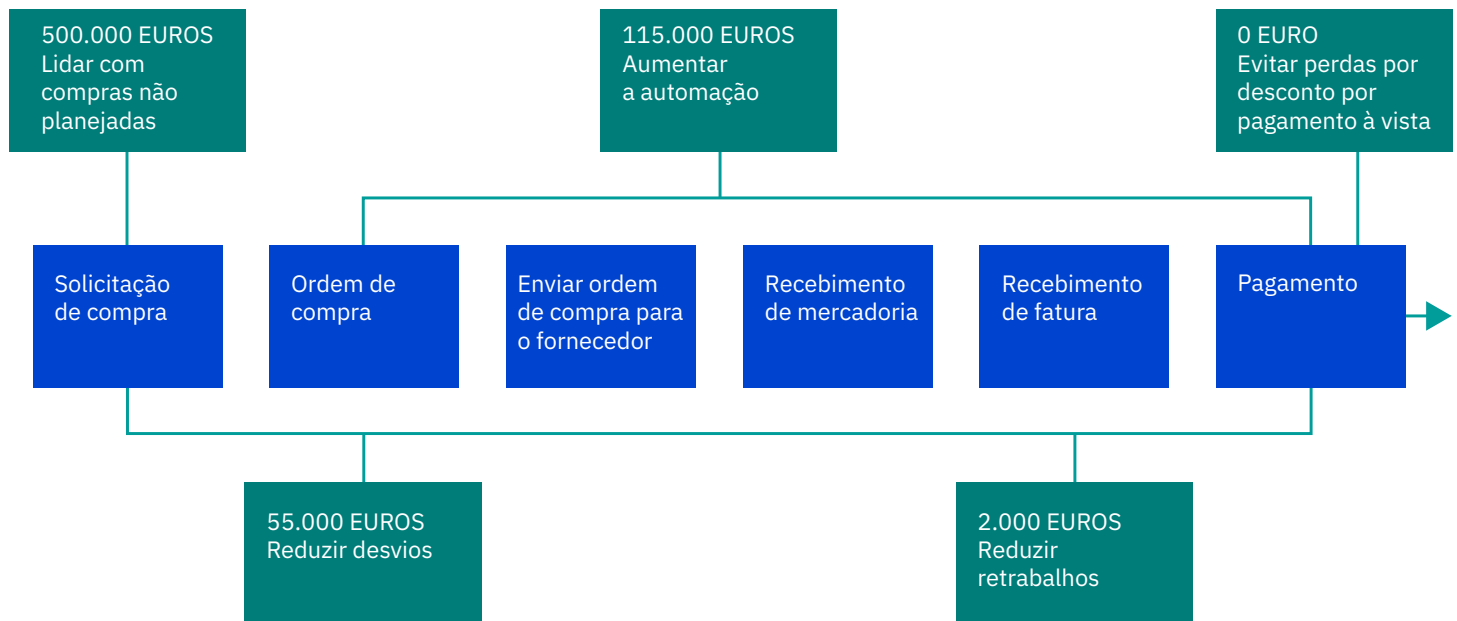 500.000 EUROS
Lidar com
compras não
planejadas
115.000 EUROS
Aumentar
a automação
0 EURO
Evitar perdas por
desconto por
pagamento à vista
Solicitação
de compra
Ordem de
compra
Enviar ordem
de compra para
o fornecedor
Recebimento
de mercadoria
Recebimento
de fatura
Pagamento
55.000 EUROS
Reduzir desvios
2.000 EUROS
Reduzir
retrabalhos